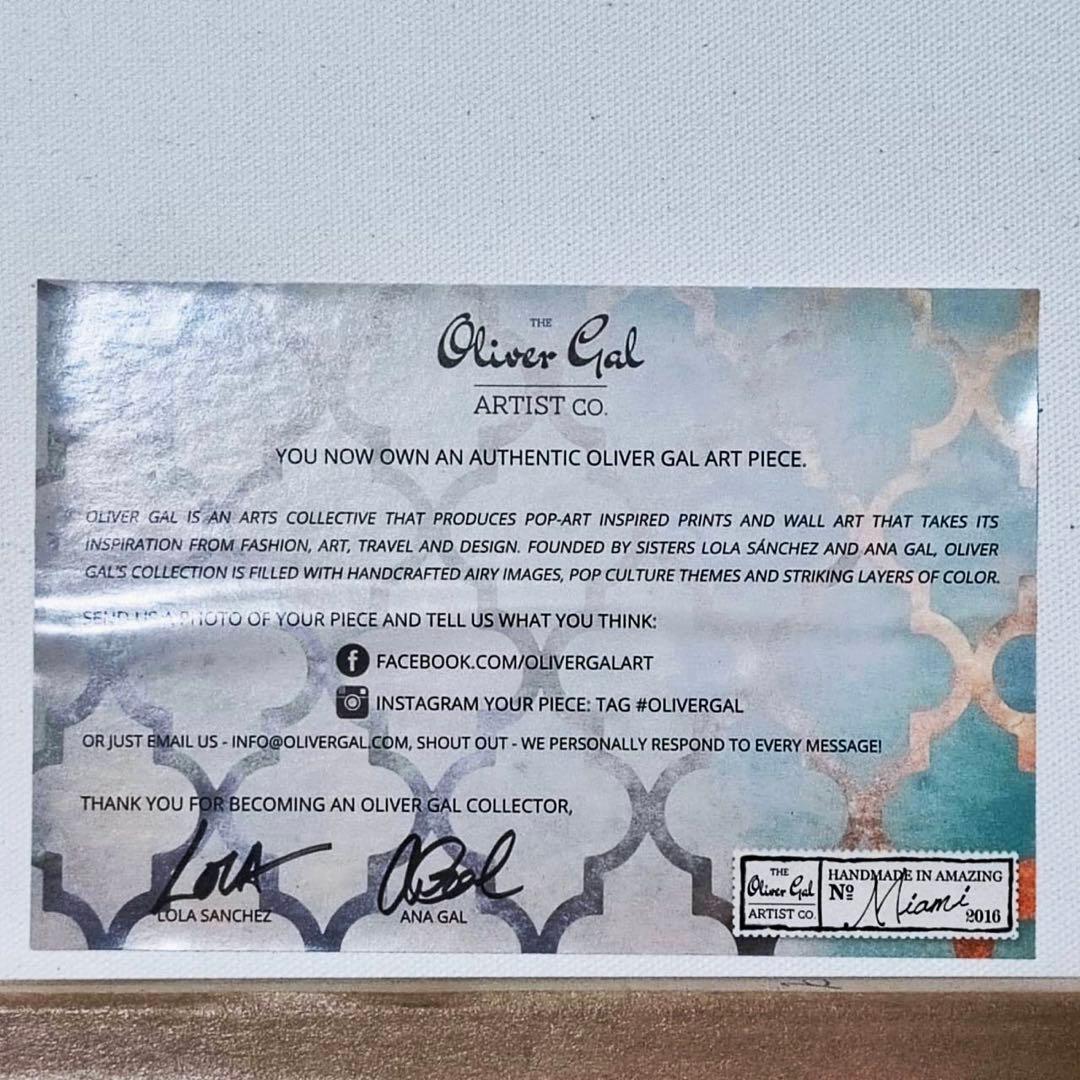 THE
Oliver Gal
ARTIST CO.
YOU NOW OWN AN AUTHENTIC OLIVER GAL ART PIECE.
OLIVER GAL IS AN ARTS COLLECTIVE THAT PRODUCES POP-ART INSPIRED PRINTS AND WALL ART THAT TAKES ITS
INSPIRATION FROM FASHION, ART, TRAVEL AND DESIGN. FOUNDED BY SISTERS LOLA SÁNCHEZ AND ANA GAL, OLIVER
GAL'S COLLECTION IS FILLED WITH HANDCRAFTED AIRY IMAGES, POP CULTURE THEMES AND STRIKING LAYERS OF COLOR.
SEND US A PHOTO OF YOUR PIECE AND TELL US WHAT YOU THINK:
f FACEBOOK.COM/OLIVERGALART
INSTAGRAM YOUR PIECE: TAG #OLIVERGAL
OR JUST EMAIL US - INFO@OLIVERGAL.COM, SHOUT OUT - WE PERSONALLY RESPOND TO EVERY MESSAGE!
THANK YOU FOR BECOMING AN OLIVER GAL COLLECTOR,
LOLA
LOLA SANCHEZ
ANA GAL
THE
Oliver Gal
ARTIST CO.
HANDMADE IN AMAZING
Nº Miami
2016